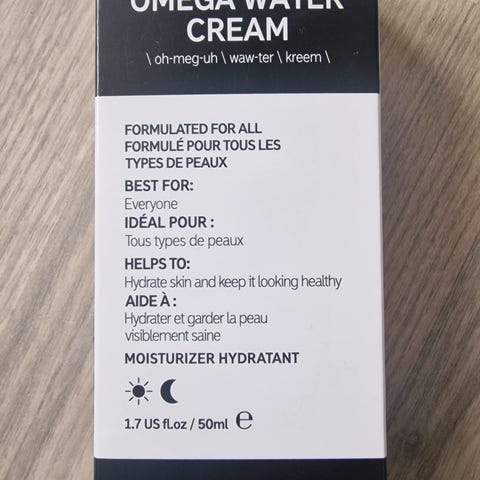 OMEGA WATER
CREAM
\ oh-meg-uh \ waw-ter \ kreem \
FORMULATED FOR ALL
FORMULÉ POUR TOUS LES
TYPES DE PEAUX
BEST FOR:
Everyone
IDÉAL POUR :
Tous types de peaux
HELPS TO:
Hydrate skin and keep it looking healthy
AIDE À :
Hydrater et garder la peau
visiblement saine
MOISTURIZER HYDRATANT
1.7 US fl.oz / 50ml ℮